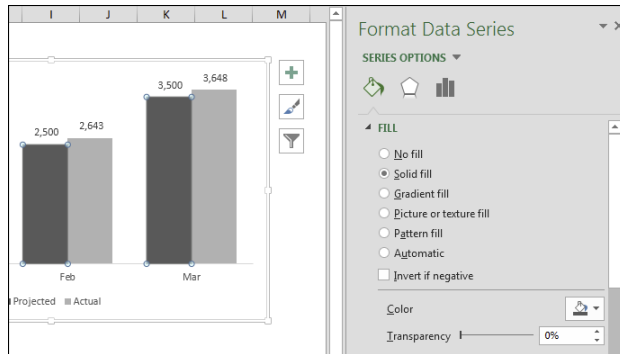 I J K L M
3,500 3,648
2,500 2,643
Feb Mar
Projected Actual
Format Data Series
SERIES OPTIONS
FILL
No fill
Solid fill
Gradient fill
Picture or texture fill
Pattern fill
Automatic
Invert if negative
Color
Transparency 0%